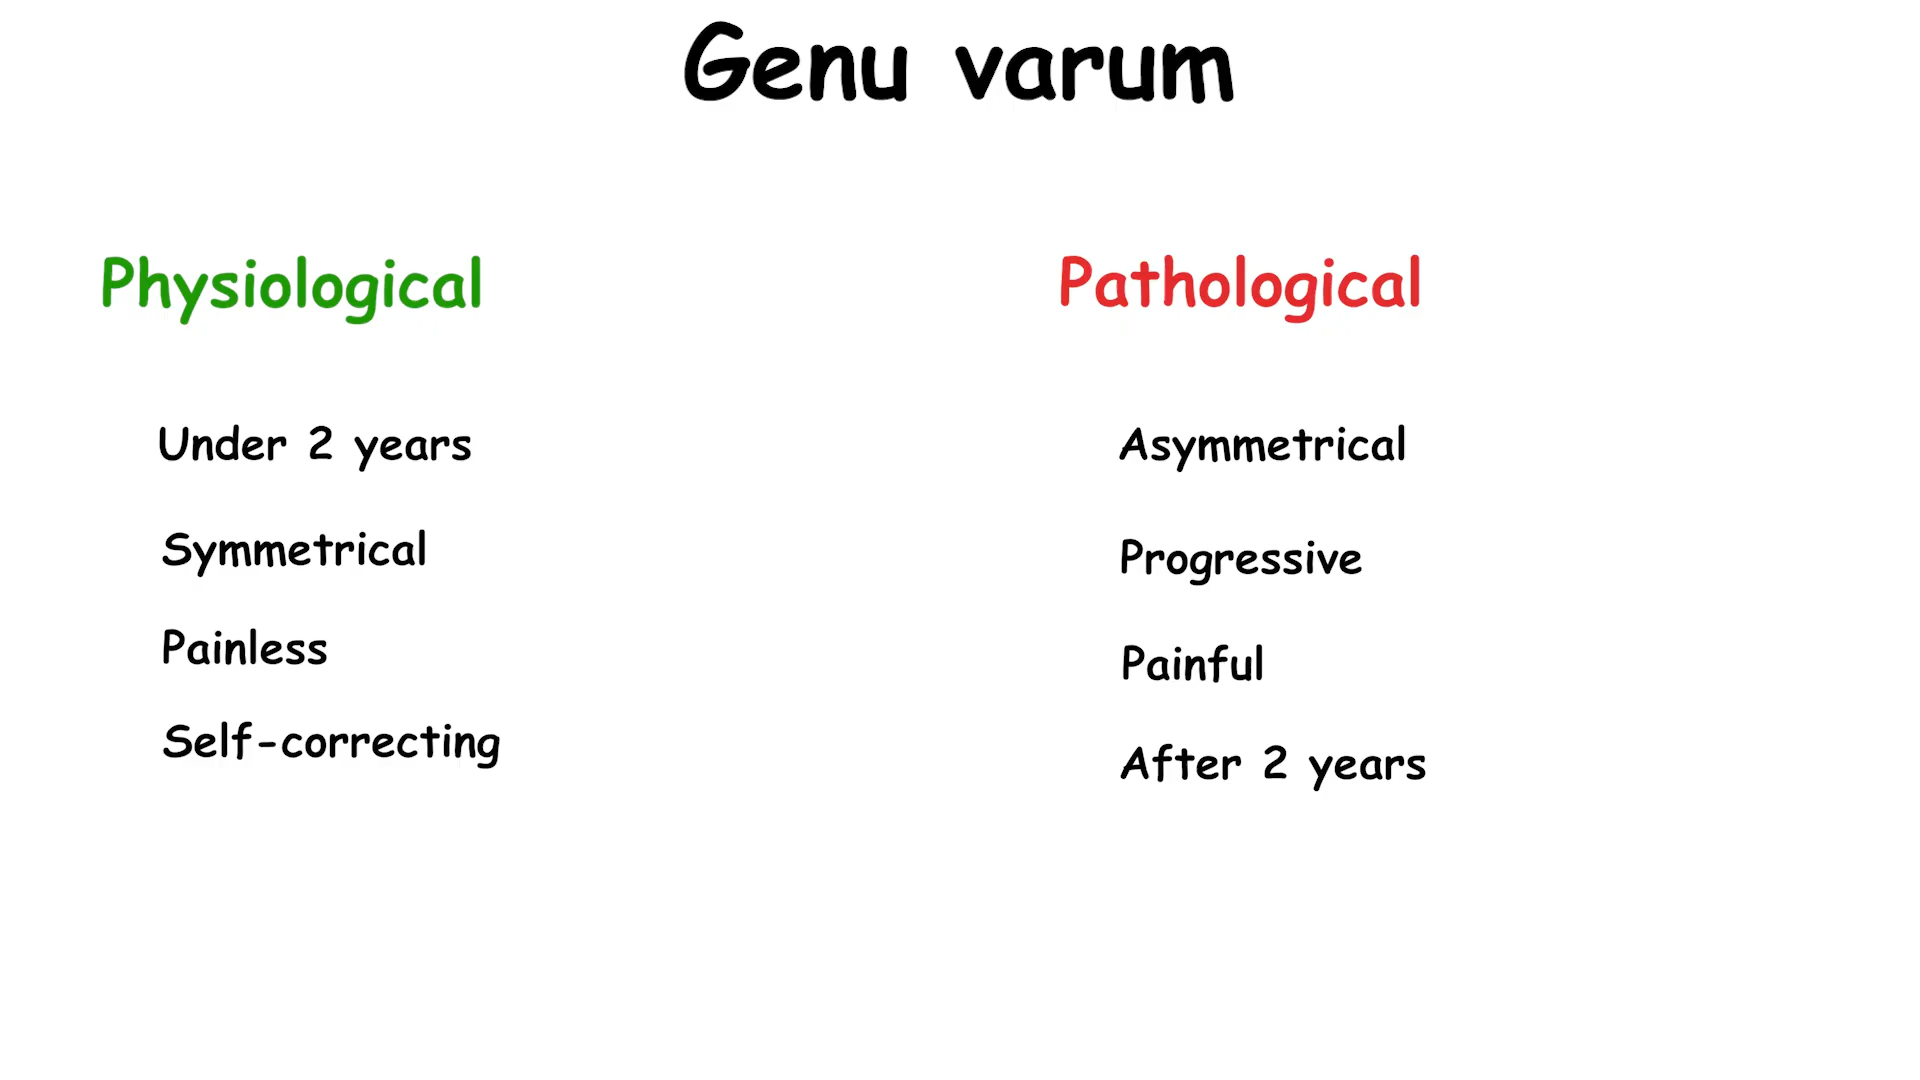 Genu varum
Physiological
Under 2 years
Symmetrical
Painless
Self-correcting
Pathological
Asymmetrical
Progressive
Painful
After 2 years